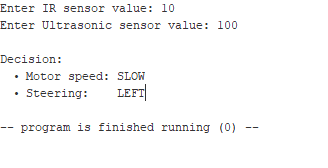 Enter IR sensor value: 10
Enter Ultrasonic sensor value: 100
Decision:
• Motor speed: SLOW
• Steering:    LEFT
-- program is finished running (0) --